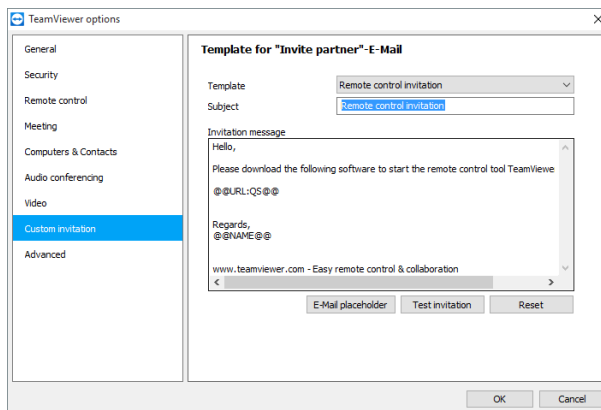 TeamViewer options
General
Security
Remote control
Meeting
Computers & Contacts
Audio conferencing
Video
Custom invitation
Advanced
Template for "Invite partner"-E-Mail
Template
Remote control invitation
Subject
Remote control invitation
Invitation message
Hello,
Please download the following software to start the remote control tool TeamViewe
@@URL:QS@@
Regards,
@@NAME@@
www.teamviewer.com - Easy remote control & collaboration
E-Mail placeholder
Test invitation
Reset
OK
Cancel